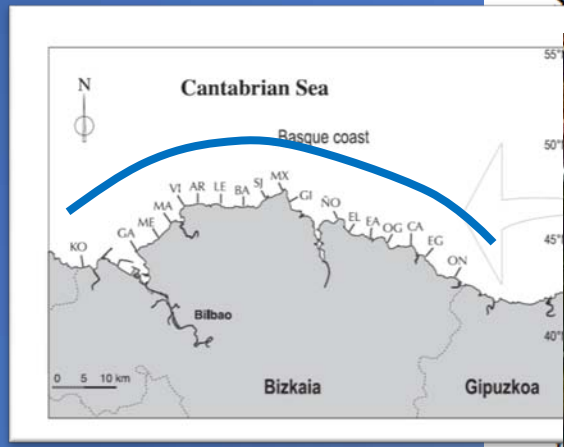 N
Cantabrian Sea
Basque coast
KO
GA
ME
MA
VI
AR
LE
BA
SJ
MX
GI
ÑO
EL
EA
OG
CA
EG
ON
Bilbao
0 5 10 km
Bizkaia
Gipuzkoa
55°
50°
45°
40°